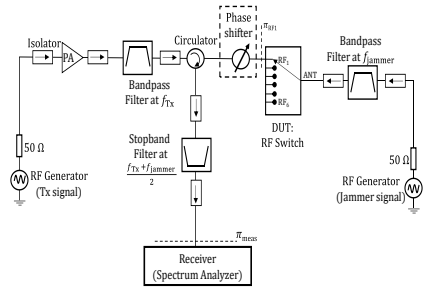 Phase
shifter
π_RF1
Isolator
PA
Circulator
Bandpass
Filter at f_Tx
RF_1
RF_6
ANT
Bandpass
Filter at f_jammer
DUT:
RF Switch
50 Ω
RF Generator
(Tx signal)
Stopband
Filter at
f_Tx + f_jammer
2
50 Ω
RF Generator
(Jammer signal)
π_meas
Receiver
(Spectrum Analyzer)